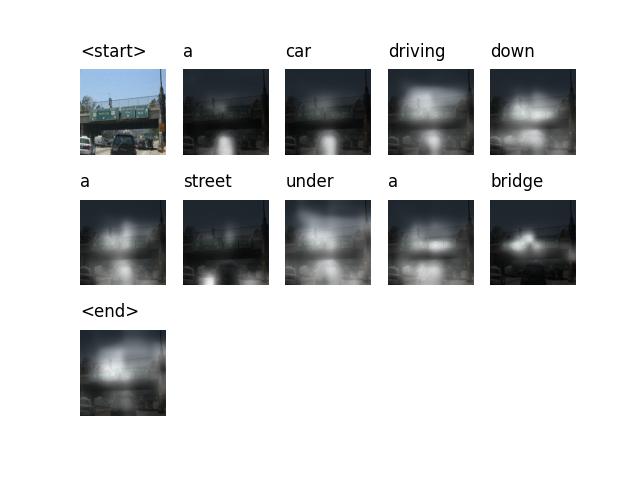 <start> a car driving down
a street under a bridge
<end>